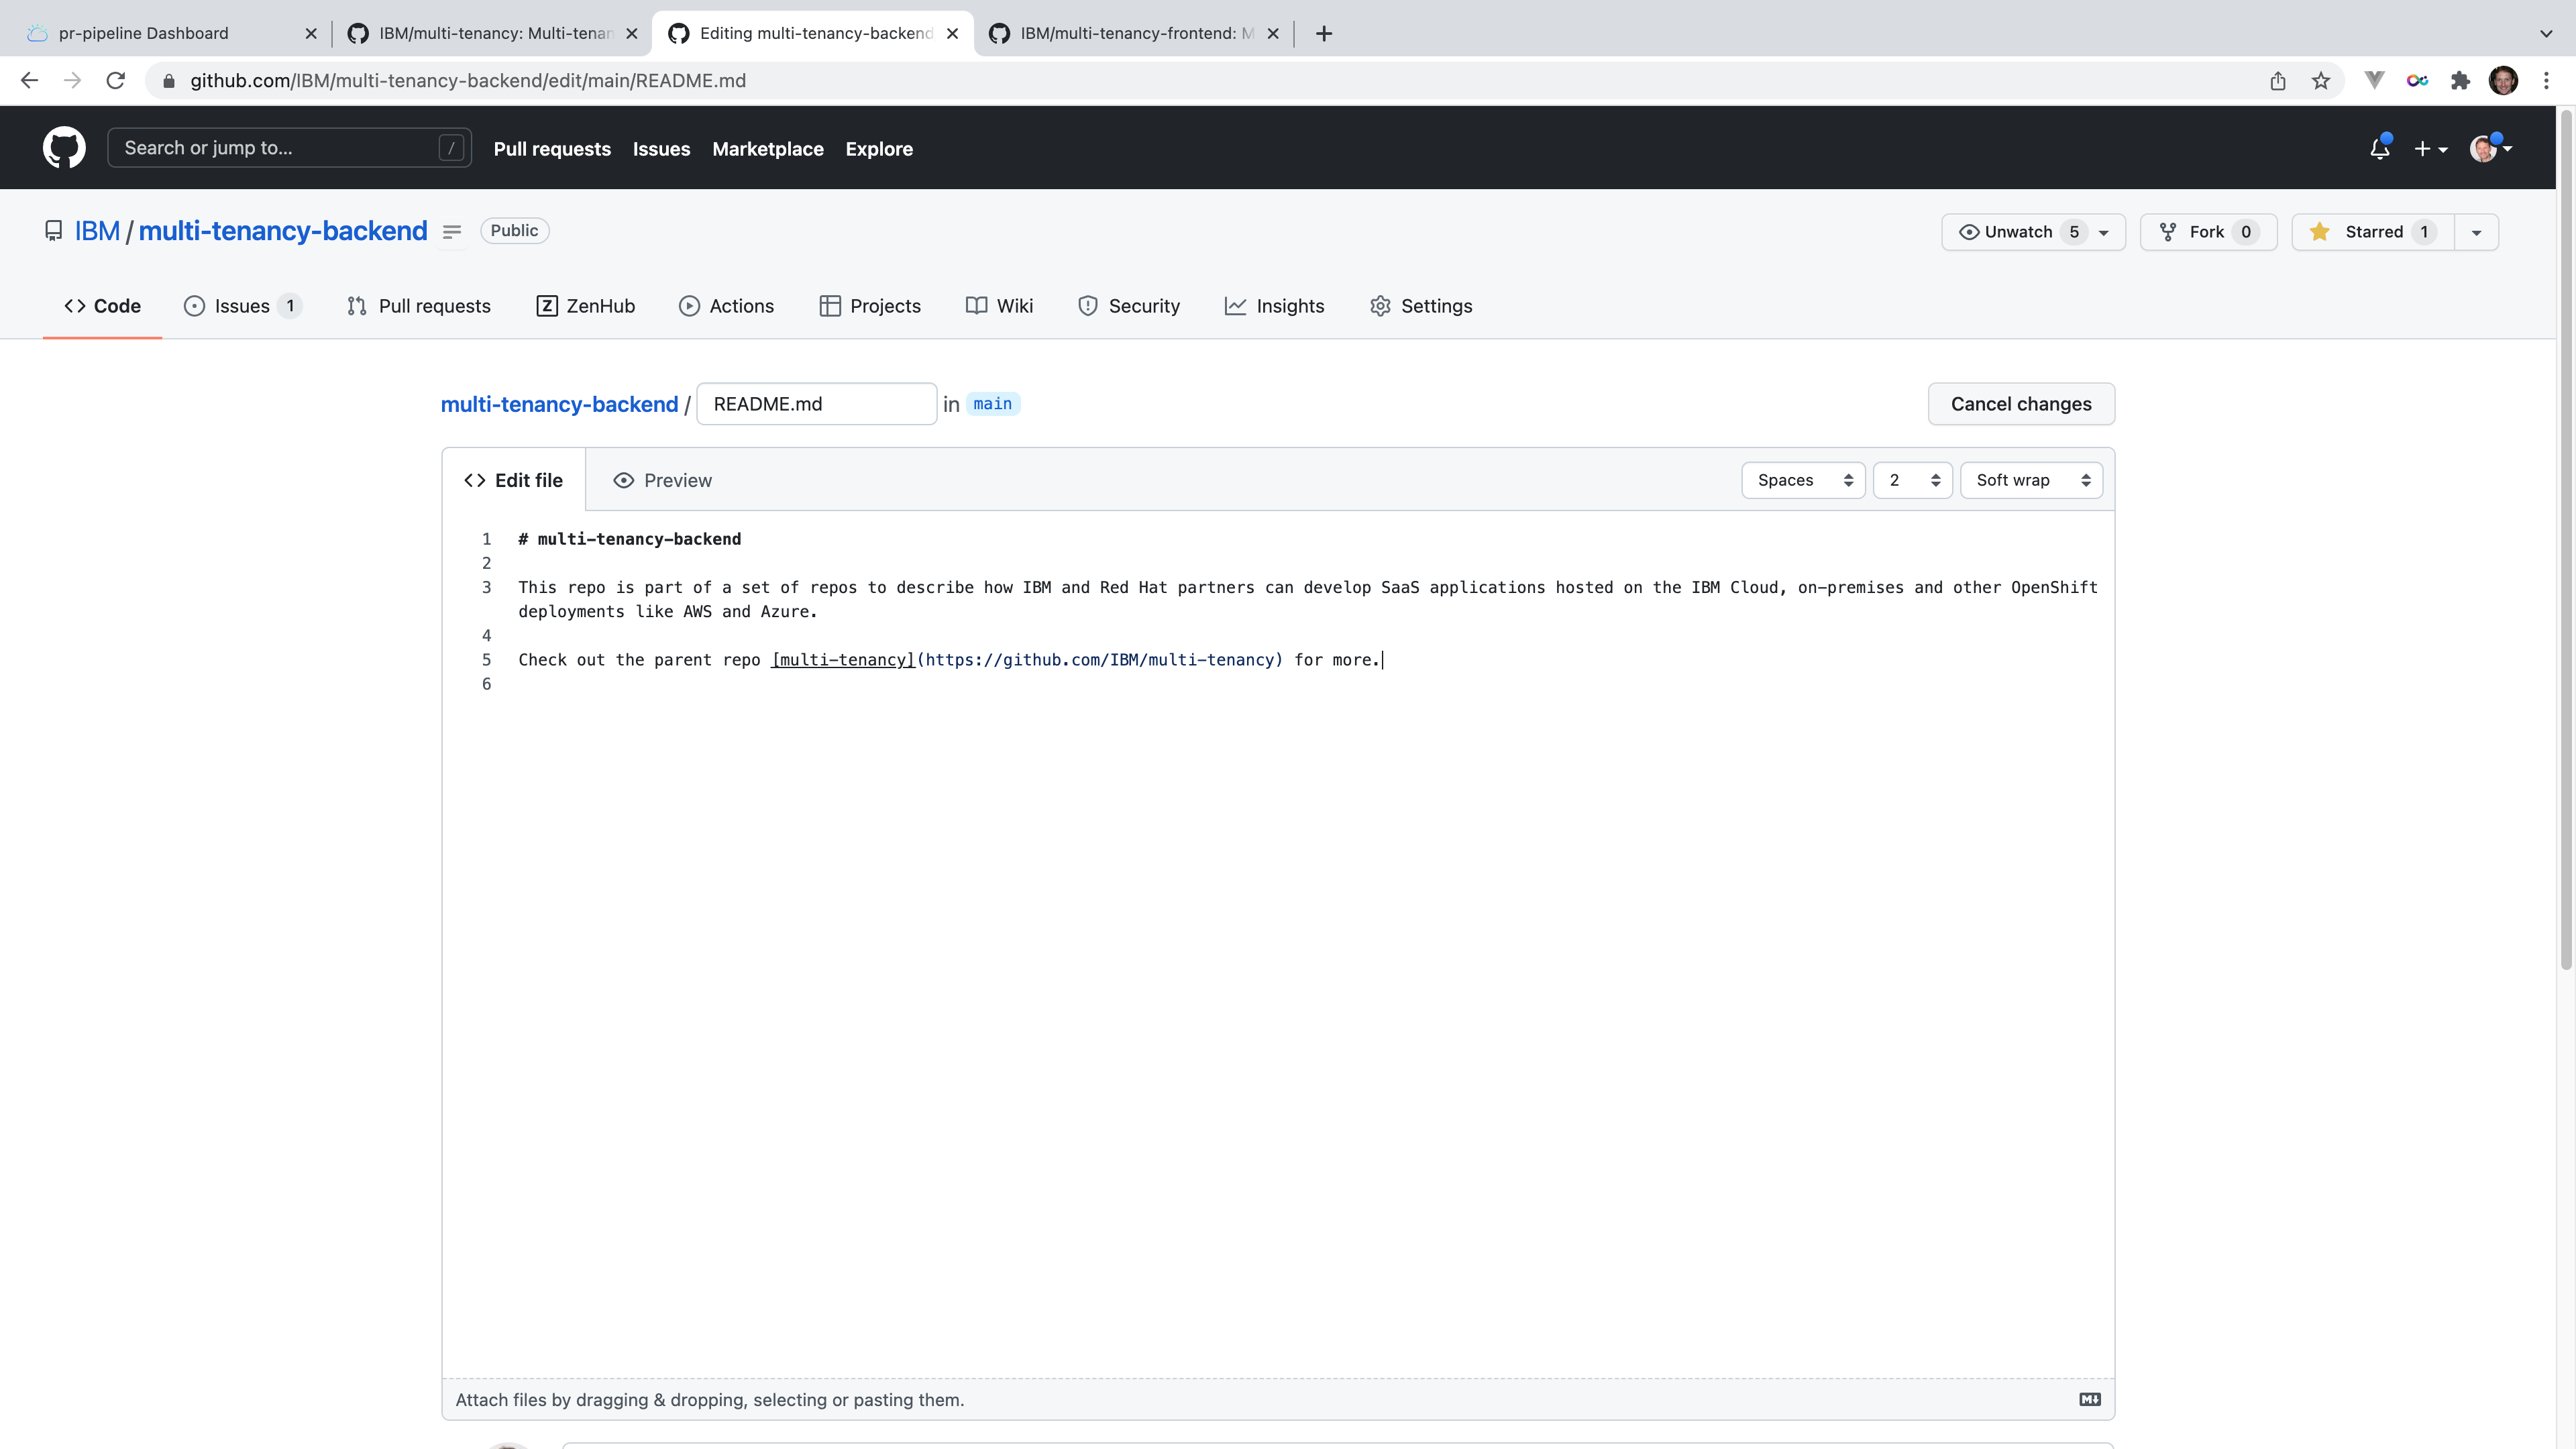 pr-pipeline Dashboard
IBM/multi-tenancy: Multi-tenan
Editing multi-tenancy-backend
IBM/multi-tenancy-frontend: M
github.com/IBM/multi-tenancy-backend/edit/main/README.md
Search or jump to... /
Pull requests Issues Marketplace Explore
IBM / multi-tenancy-backend Public
Unwatch 5 Fork 0 Starred 1
Code Issues 1 Pull requests Z ZenHub Actions Projects Wiki Security Insights Settings
multi-tenancy-backend / README.md in main Cancel changes
<> Edit file Preview Spaces 2 Soft wrap
1 # multi-tenancy-backend
2
3 This repo is part of a set of repos to describe how IBM and Red Hat partners can develop SaaS applications hosted on the IBM Cloud, on-premises and other OpenShift
deployments like AWS and Azure.
4
5 Check out the parent repo [multi-tenancy](https://github.com/IBM/multi-tenancy) for more.
6
Attach files by dragging & dropping, selecting or pasting them.